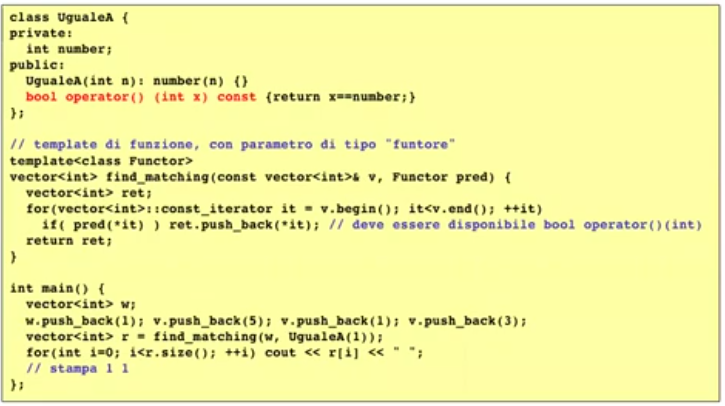 class UgualeA {
private:
int number;
public:
UgualeA(int n): number(n) {}
bool operator() (int x) const {return x==number;}
};
// template di funzione, con parametro di tipo "funtore"
template<class Functor>
vector<int> find_matching(const vector<int>& v, Functor pred) {
vector<int> ret;
for(vector<int>::const_iterator it = v.begin(); it<v.end(); ++it)
if( pred(*it) ) ret.push_back(*it); // deve essere disponibile bool operator()(int)
return ret;
}
int main() {
vector<int> w;
w.push_back(1); v.push_back(5); v.push_back(1); v.push_back(3);
vector<int> r = find_matching(w, UgualeA(1));
for(int i=0; i<r.size(); ++i) cout << r[i] << " ";
// stampa 1 1
};